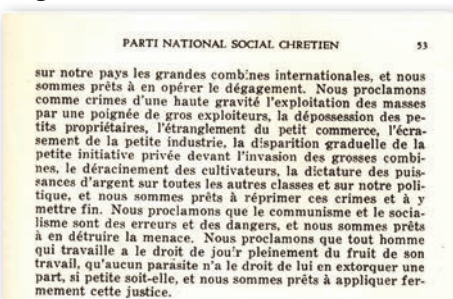 PARTI NATIONAL SOCIAL CHRETIEN 53
sur notre pays les grandes combines internationales, et nous
sommes prêts à en opérer le dégagement. Nous proclamons
comme crimes d'une haute gravité l'exploitation des masses
par une poignée de gros exploiteurs, la dépossession des pe-
tits propriétaires, l'étranglement du petit commerce, l'écra-
sement de la petite industrie, la disparition graduelle de la
petite initiative privée devant l'invasion des grosses combi-
nes, le déracinement des cultivateurs, la dictature des puis-
sances d'argent sur toutes les autres classes et sur notre poli-
tique, et nous sommes prêts à réprimer ces crimes et à y
mettre fin. Nous proclamons que le communisme et le socia-
lisme sont des erreurs et des dangers, et nous sommes prêts
à en détruire la menace. Nous proclamons que tout homme
qui travaille a le droit de jouir pleinement du fruit de son
travail, qu'aucun parasite n'a le droit de lui en extorquer une
part, si petite soit-elle, et nous sommes prêts à appliquer fer-
mement cette justice.